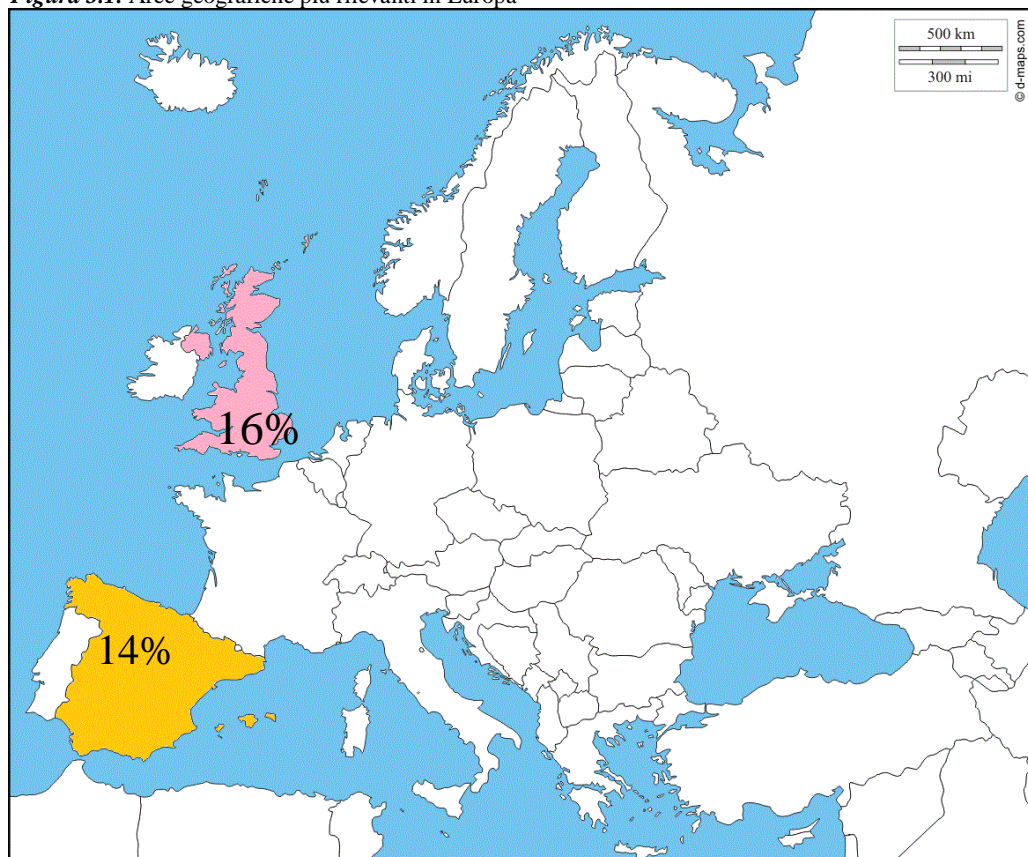 Figura 3.1. Aree geografiche più rilevanti in Europa
500 km
300 mi
© d-maps.com
16%
14%